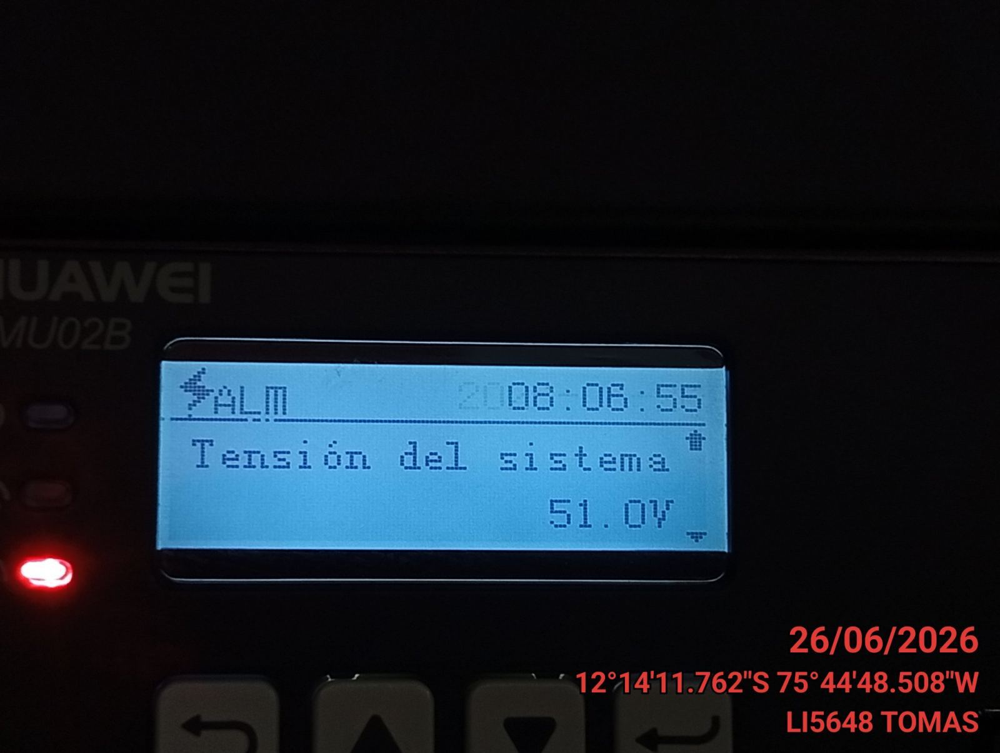 HUAWEI
MU02B
ALM 08:06:55
Tensión del sistema
51.0V
26/06/2026
12°14'11.762"S 75°44'48.508"W
LI5648 TOMAS